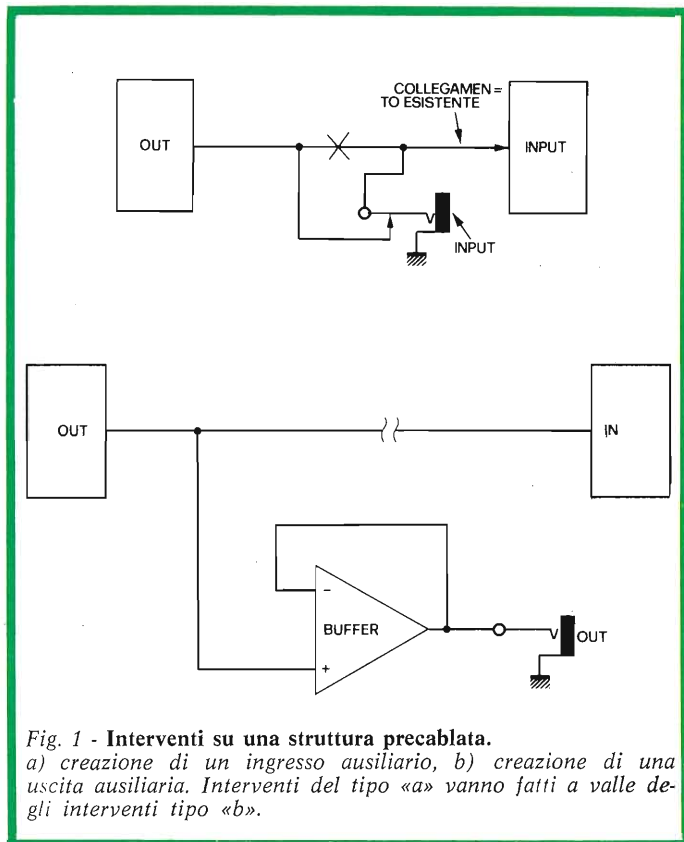 COLLEGAMEN=
TO ESISTENTE
OUT
INPUT
INPUT
OUT
IN
-
BUFFER
+
OUT
Fig. 1 - Interventi su una struttura precablata.
a) creazione di un ingresso ausiliario, b) creazione di una
uscita ausiliaria. Interventi del tipo «a» vanno fatti a valle de-
gli interventi tipo «b».